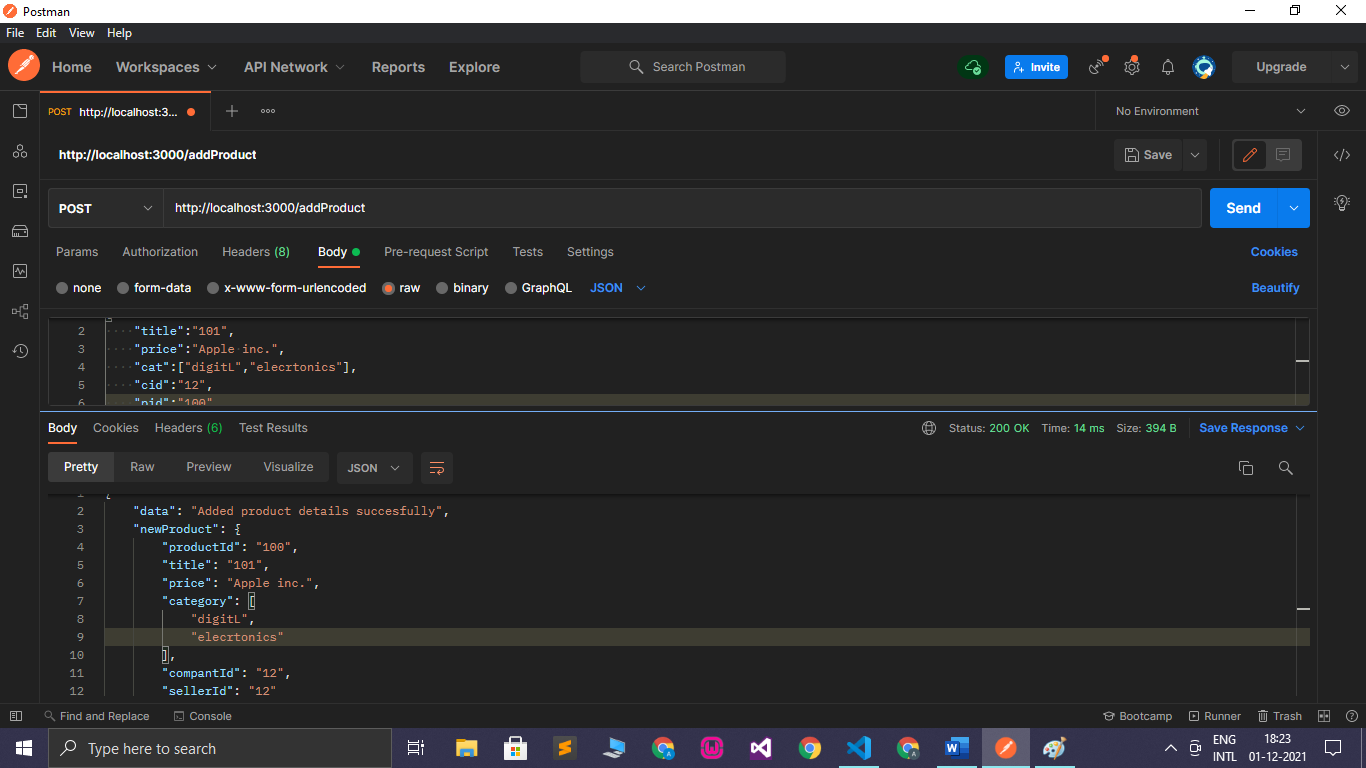 Postman
File Edit View Help
Home Workspaces API Network Reports Explore Search Postman Invite Upgrade
POST http://localhost:3... No Environment
http://localhost:3000/addProduct Save
POST http://localhost:3000/addProduct Send
Params Authorization Headers (8) Body Pre-request Script Tests Settings Cookies
none form-data x-www-form-urlencoded raw binary GraphQL JSON Beautify
2 "title":"101",
3 "price":"Apple inc.",
4 "cat":["digitL","elecrtonics"],
5 "cid":"12",
6 "pid":"100"
Body Cookies Headers (6) Test Results Status: 200 OK Time: 14 ms Size: 394 B Save Response
Pretty Raw Preview Visualize JSON
1 {
2 "data": "Added product details succesfully",
3 "newProduct": {
4 "productId": "100",
5 "title": "101",
6 "price": "Apple inc.",
7 "category": [
8 "digitL",
9 "elecrtonics"
10 ],
11 "compantId": "12",
12 "sellerId": "12"
Find and Replace Console Bootcamp Runner Trash
Type here to search ENG 18:23
INTL 01-12-2021